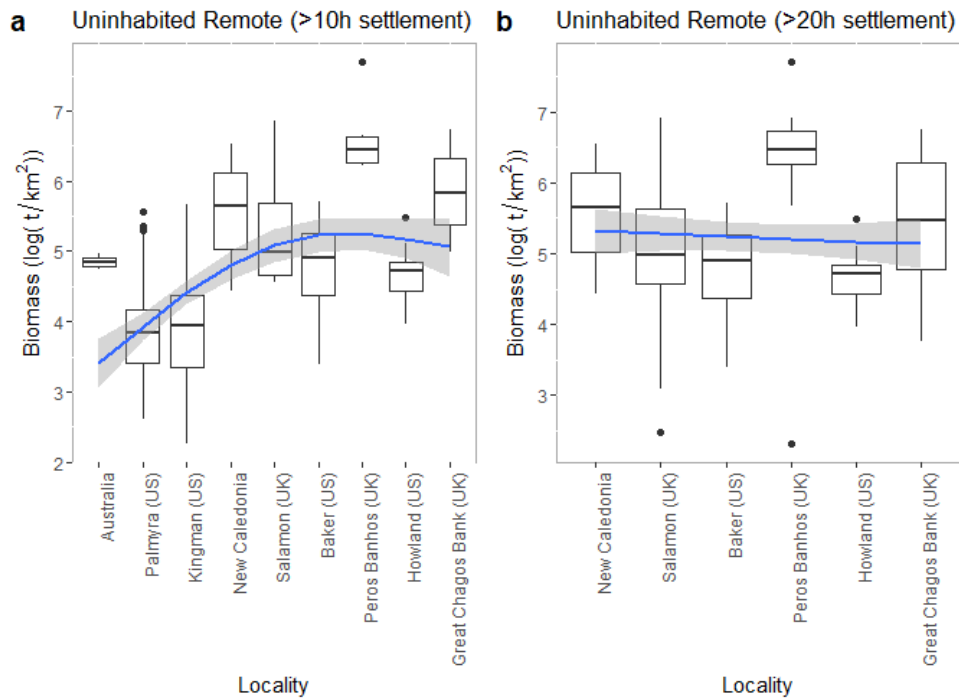 a Uninhabited Remote (>10h settlement)
Biomass (log( t/km²))
7
6
5
4
3
2
Australia
Palmyra (US)
Kingman (US)
New Caledonia
Salamon (UK)
Baker (US)
Peros Banhos (UK)
Howland (US)
Great Chagos Bank (UK)
Locality
b Uninhabited Remote (>20h settlement)
Biomass (log( t/km²))
7
6
5
4
3
New Caledonia
Salamon (UK)
Baker (US)
Peros Banhos (UK)
Howland (US)
Great Chagos Bank (UK)
Locality